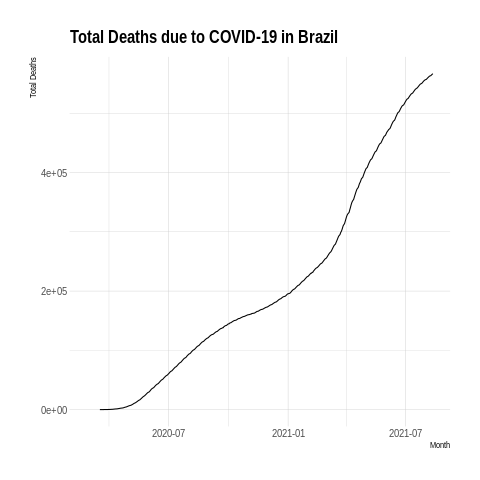 Total Deaths due to COVID-19 in Brazil
Total Deaths
4e+05
2e+05
0e+00
2020-07 2021-01 2021-07
Month